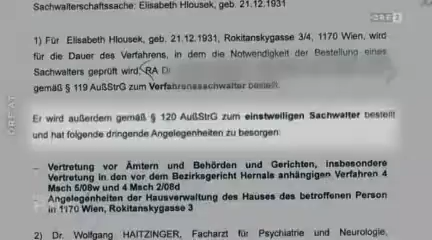 Sachwalterschaftssache: Elisabeth Hlousek, geb. 21.12.1931
ORF 2
1) Für Elisabeth Hlousek, geb. 21.12.1931, Rokitanskygasse 3/4, 1170 Wien, wird
für die Dauer des Verfahrens, in dem die Notwendigkeit der Bestellung eines
Sachwalters geprüft wird, RA D
gemäß § 119 AußStrG zum Verfahrenssachwalter bestellt.
Er wird außerdem gemäß § 120 AußStrG zum einstweiligen Sachwalter bestellt
und hat folgende dringende Angelegenheiten zu besorgen:
– Vertretung vor Ämtern und Behörden und Gerichten, insbesondere
Vertretung in den vor dem Bezirksgericht Hernals anhängigen Verfahren 4
Msch 5/08w und 4 Msch 2/08d
– Angelegenheiten der Hausverwaltung des Hauses des betroffenen Person
in 1170 Wien, Rokitanskygasse 3
2) Dr. Wolfgang HAITZINGER, Facharzt für Psychiatrie und Neurologie,
ORF.AT